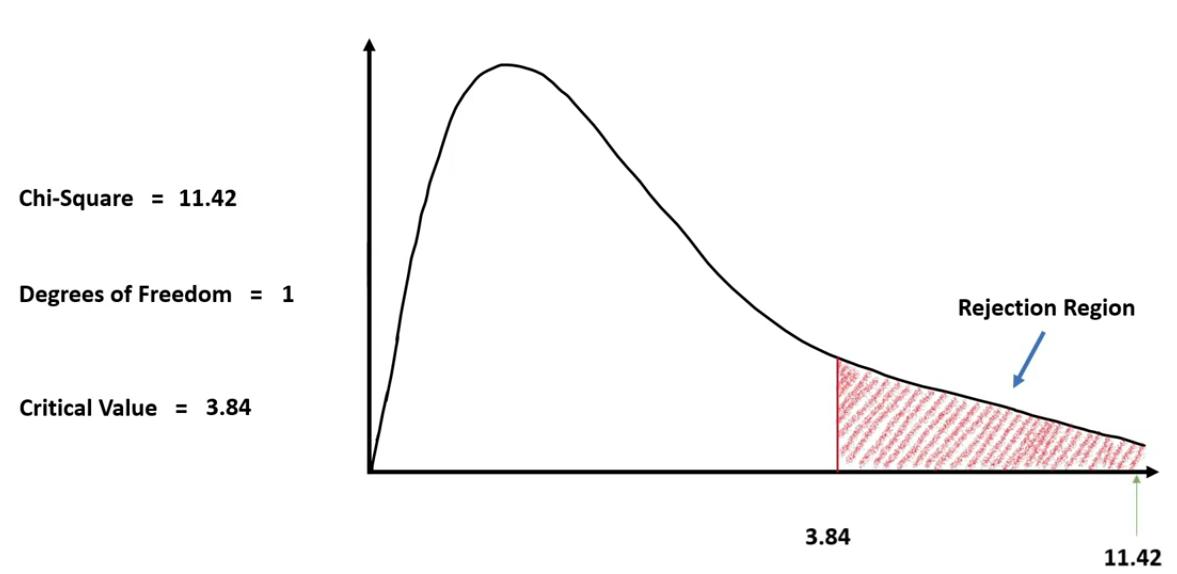 Chi-Square = 11.42
Degrees of Freedom = 1
Rejection Region
Critical Value = 3.84
3.84
11.42